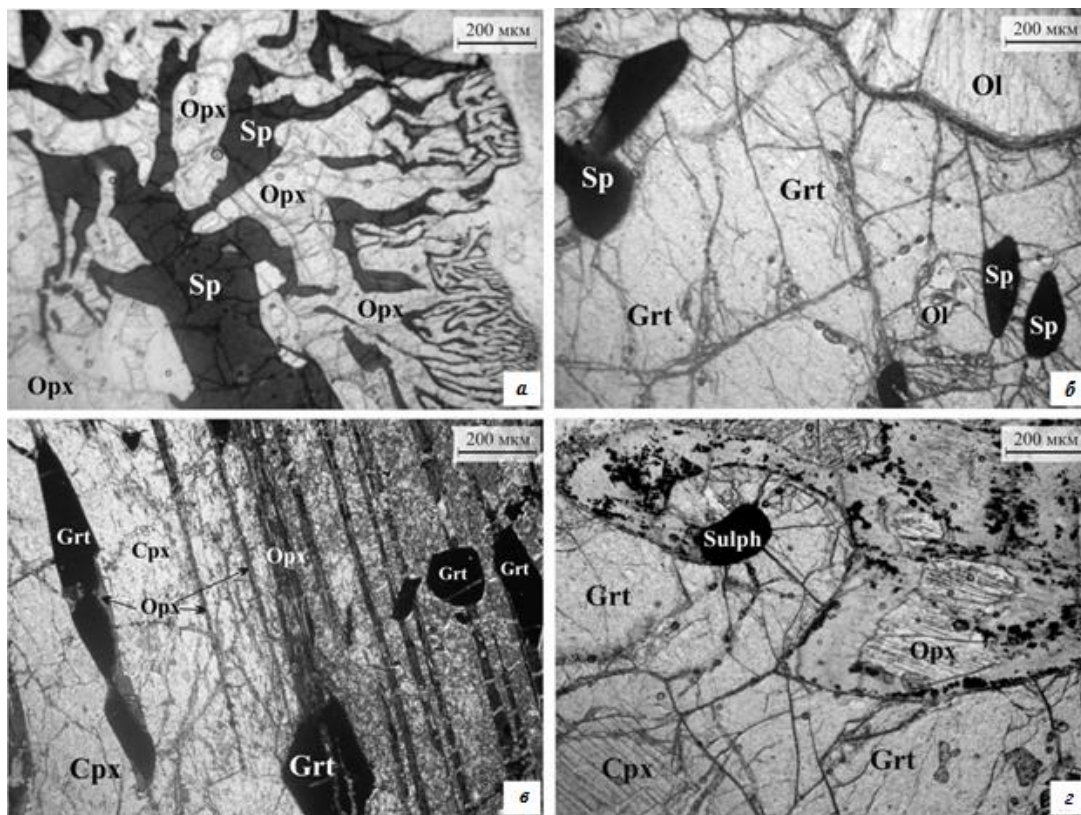 200 мкм
Opx
Sp
Opx
Sp
Opx
Opx
а
200 мкм
Ol
Sp
Grt
Sp
Ol
Grt
Sp
б
200 мкм
Grt
Cpx
Opx
Grt
Grt
Opx
Cpx
Grt
в
200 мкм
Sulph
Grt
Opx
Cpx
Grt
г